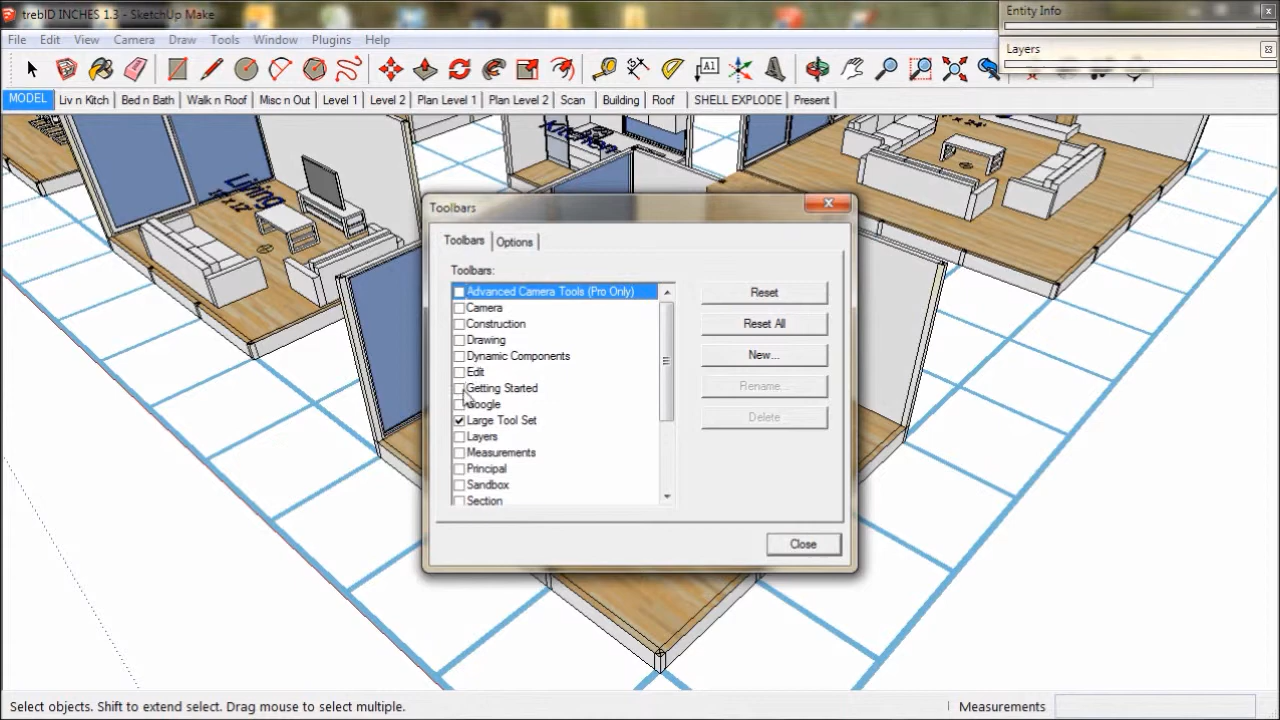 trebID INCHES 1.3 - SketchUp Make
Entity Info
File Edit View Camera Draw Tools Window Plugins Help
Layers
A1
MODEL Liv n Kitch Bed n Bath Walk n Roof Misc n Out Level 1 Level 2 Plan Level 1 Plan Level 2 Scan Building Roof SHELL EXPLODE Present
Kitchen
Living
Toolbars
Toolbars Options
Toolbars:
Advanced Camera Tools (Pro Only)
Camera
Construction
Drawing
Dynamic Components
Edit
Getting Started
Google
Large Tool Set
Layers
Measurements
Principal
Sandbox
Section
Reset
Reset All
New...
Rename...
Delete
Close
Select objects. Shift to extend select. Drag mouse to select multiple.
Measurements